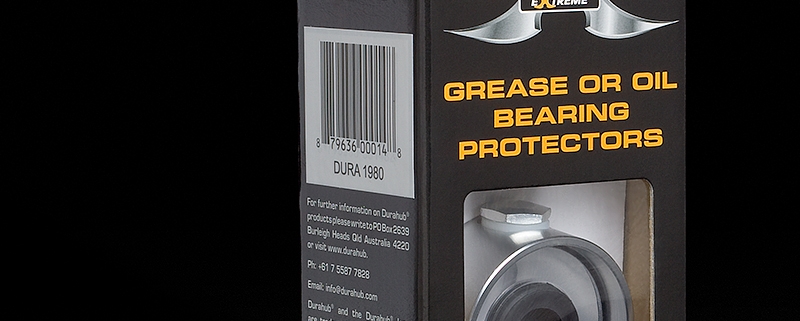 EXTREME
GREASE OR OIL
BEARING
PROTECTORS
8 79636 00014 8
DURA 1980
For further information on Durahub®
products please write to PO Box 2639
Burleigh Heads Qld Australia 4220
or visit www.durahub.
Ph: +61 7 5587 7828
Email: info@durahub.com
Durahub® and the Durahub®
are